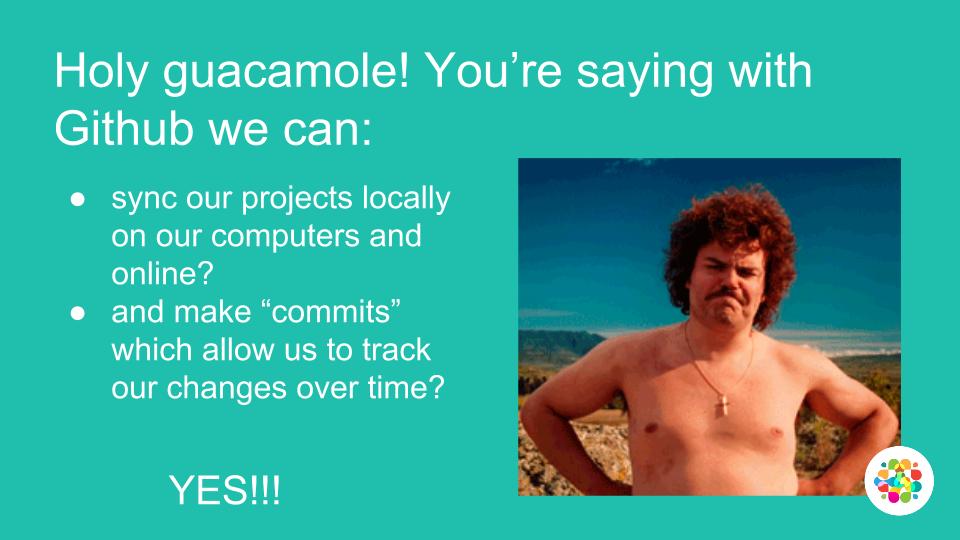 Holy guacamole! You’re saying with
Github we can:
● sync our projects locally
on our computers and
online?
● and make “commits”
which allow us to track
our changes over time?
YES!!!